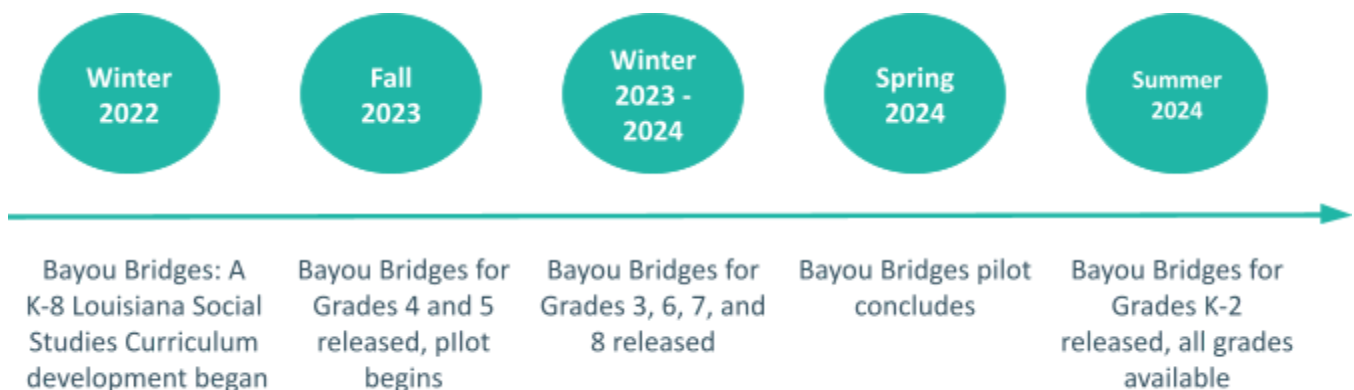 Winter
2022
Fall
2023
Winter
2023 -
2024
Spring
2024
Summer
2024
Bayou Bridges: A
K-8 Louisiana Social
Studies Curriculum
development began
Bayou Bridges for
Grades 4 and 5
released, pilot
begins
Bayou Bridges for
Grades 3, 6, 7, and
8 released
Bayou Bridges pilot
concludes
Bayou Bridges for
Grades K-2
released, all grades
available